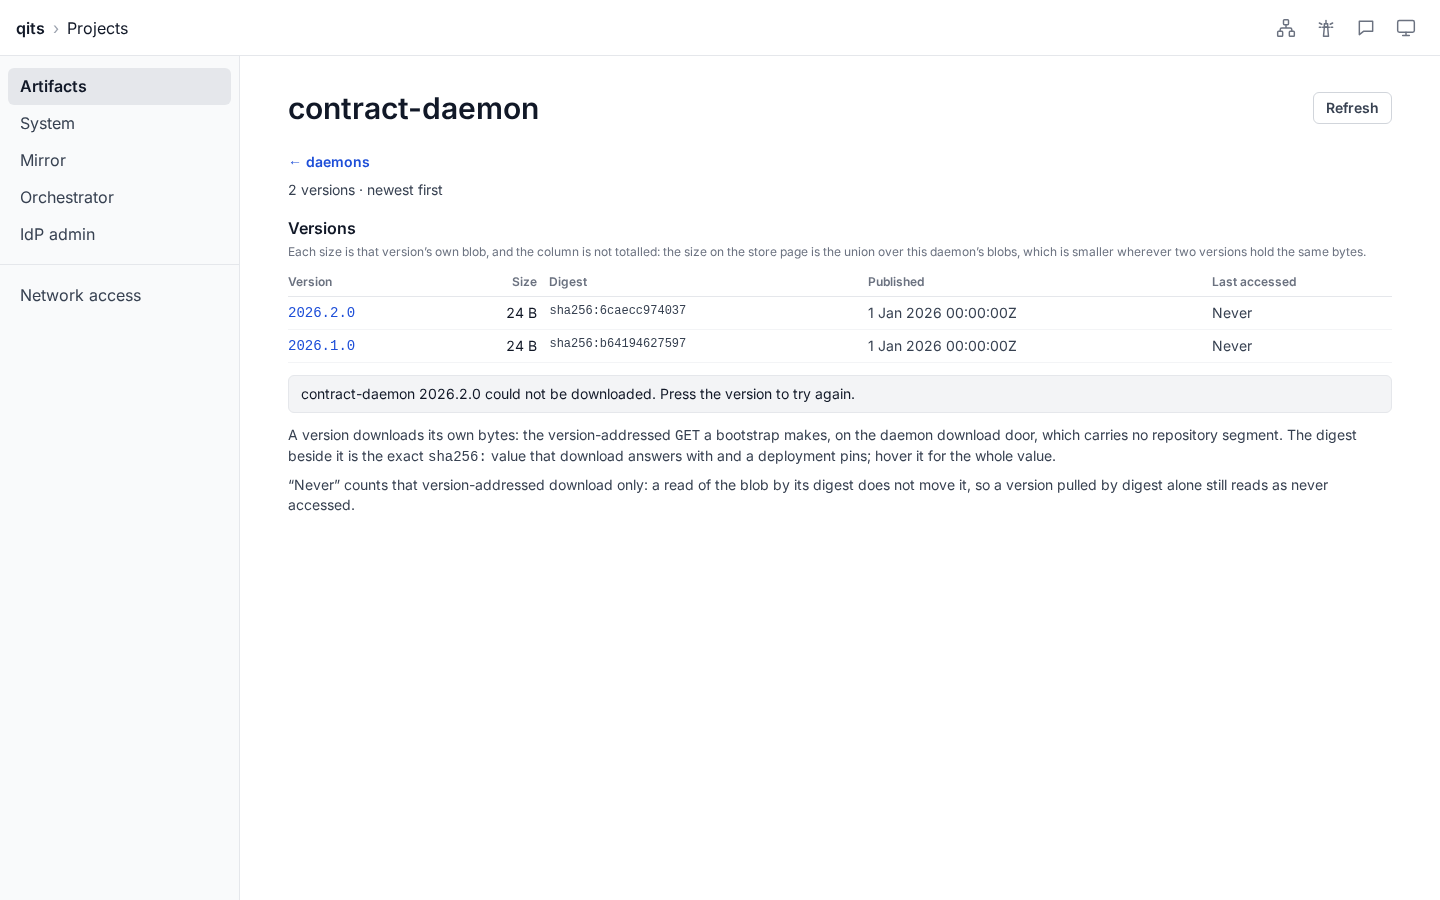 qits › Projects
Artifacts
System
Mirror
Orchestrator
IdP admin
Network access
contract-daemon
Refresh
← daemons
2 versions · newest first
Versions
Each size is that version’s own blob, and the column is not totalled: the size on the store page is the union over this daemon’s blobs, which is smaller wherever two versions hold the same bytes.
Version Size Digest Published Last accessed
2026.2.0 24 B sha256:6caecc974037 1 Jan 2026 00:00:00Z Never
2026.1.0 24 B sha256:b64194627597 1 Jan 2026 00:00:00Z Never
contract-daemon 2026.2.0 could not be downloaded. Press the version to try again.
A version downloads its own bytes: the version-addressed GET a bootstrap makes, on the daemon download door, which carries no repository segment. The digest
beside it is the exact sha256: value that download answers with and a deployment pins; hover it for the whole value.
“Never” counts that version-addressed download only: a read of the blob by its digest does not move it, so a version pulled by digest alone still reads as never
accessed.